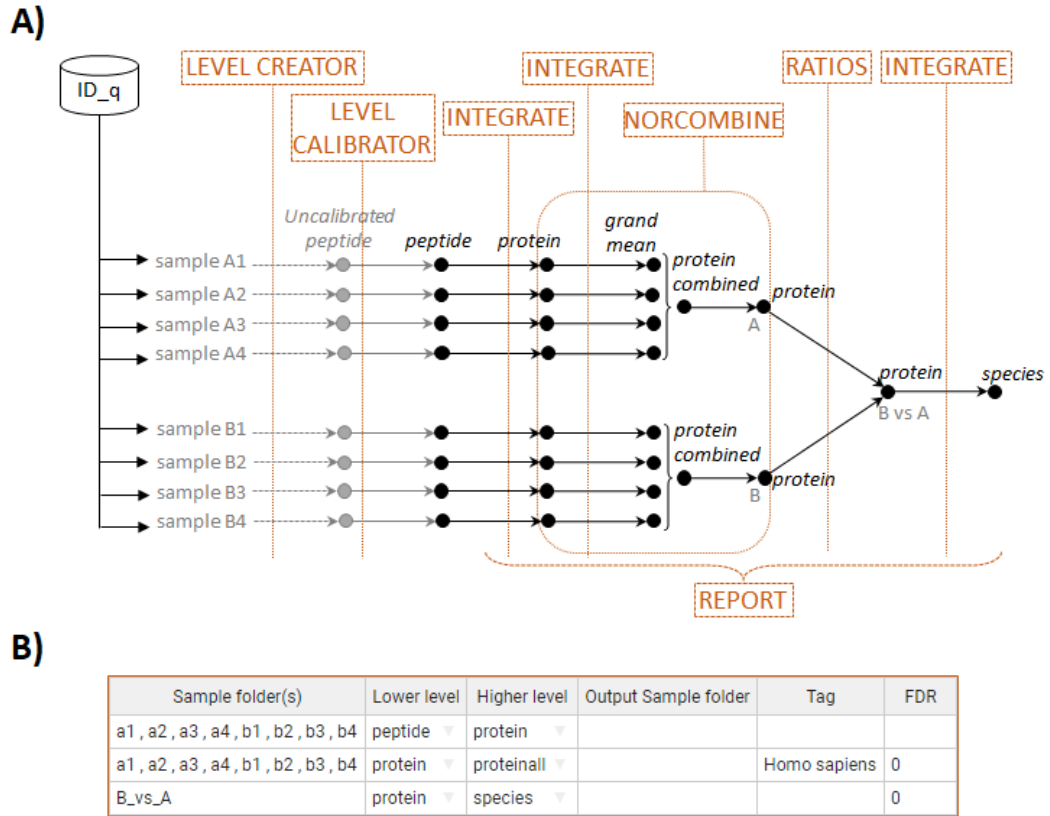 A)
ID_q
LEVEL CREATOR
LEVEL
CALIBRATOR
INTEGRATE
INTEGRATE
NORCOMBINE
RATIOS
INTEGRATE
Uncalibrated
peptide
peptide
protein
grand
mean
protein
combined
protein
A
sample A1
sample A2
sample A3
sample A4
protein
B vs A
species
sample B1
sample B2
sample B3
sample B4
protein
combined
protein
B
REPORT
B)
Sample folder(s) Lower level Higher level Output Sample folder Tag FDR
a1 , a2 , a3 , a4 , b1 , b2 , b3 , b4 peptide protein
a1 , a2 , a3 , a4 , b1 , b2 , b3 , b4 protein proteinall Homo sapiens 0
B_vs_A protein species 0